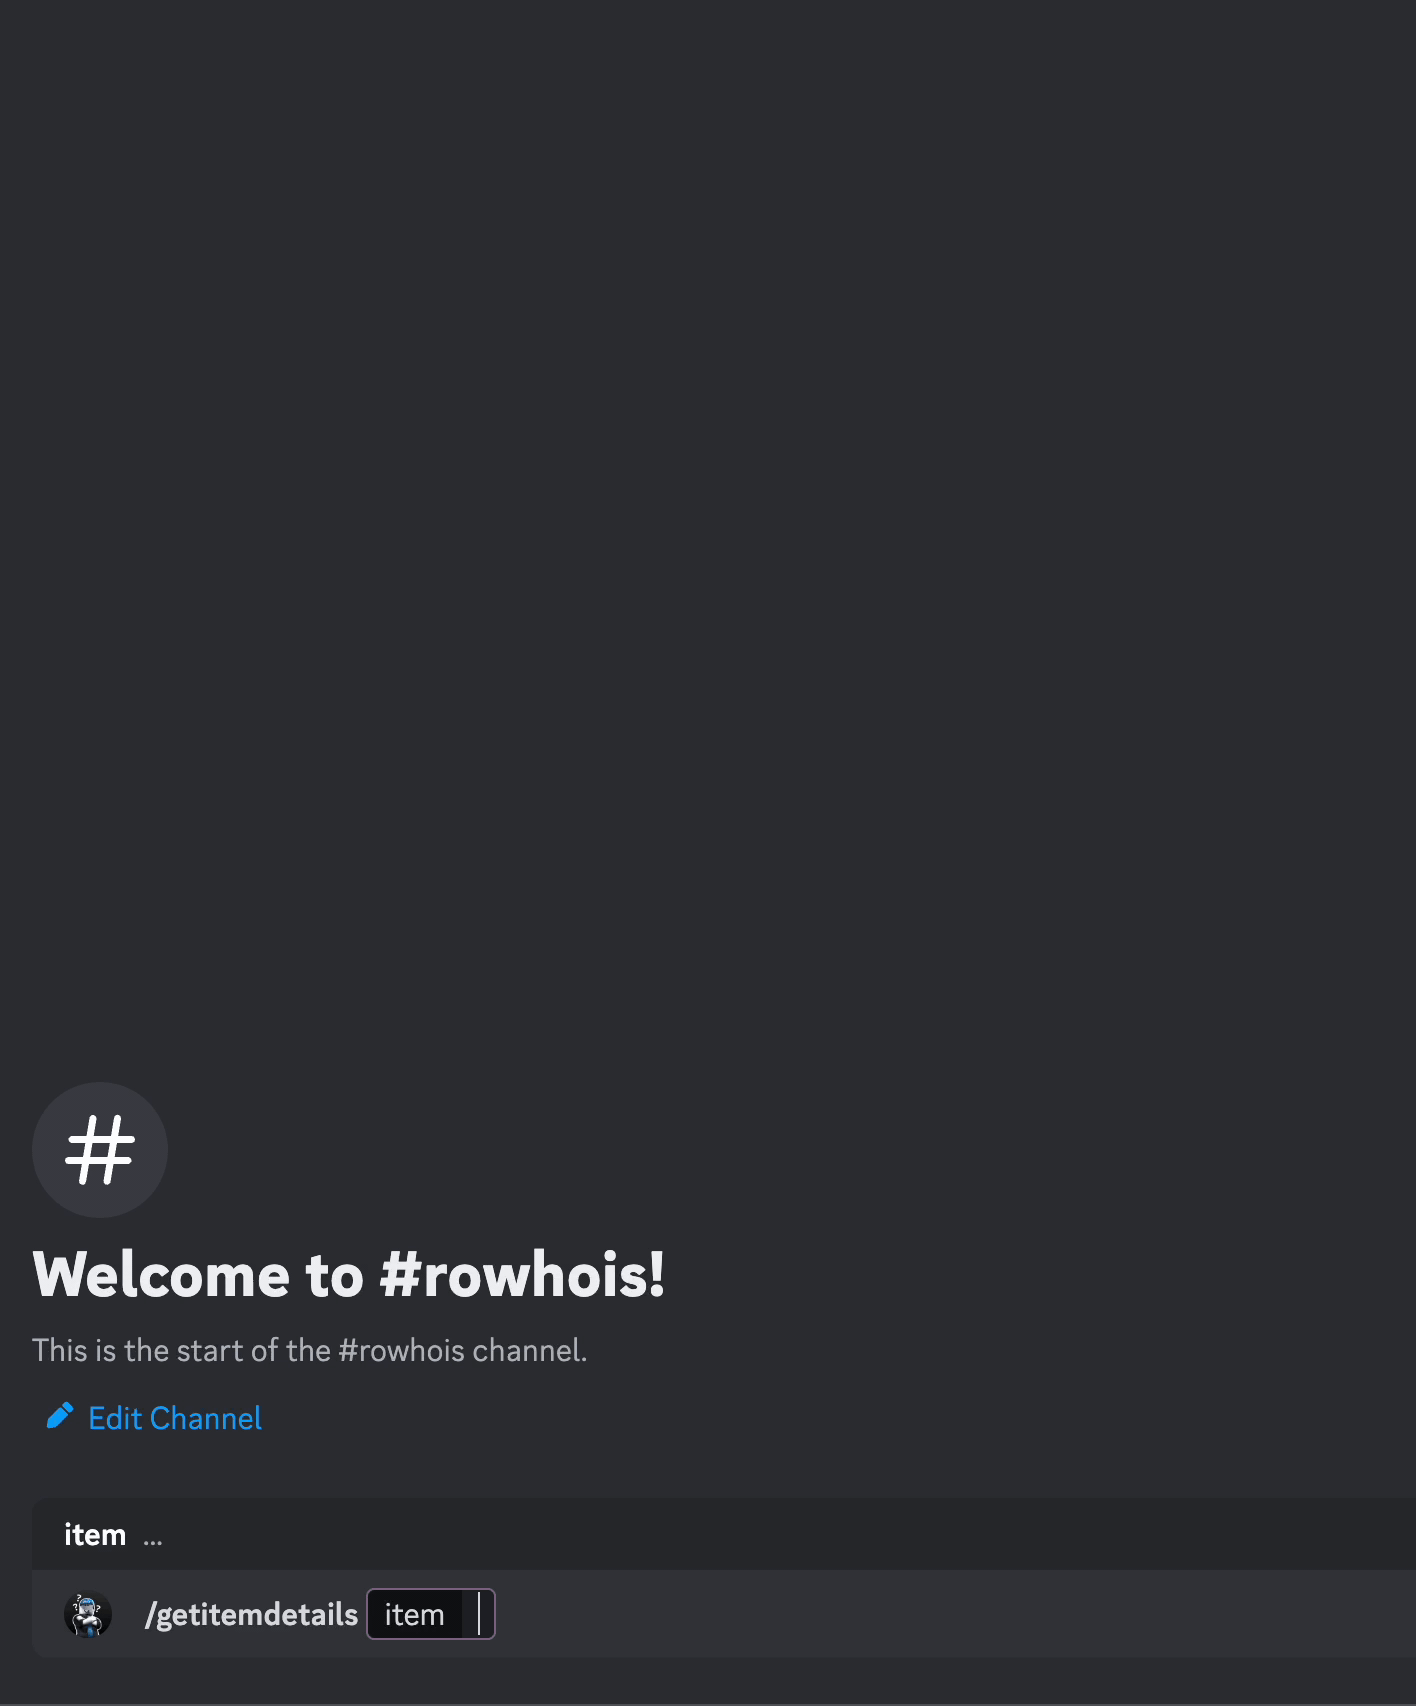 #
Welcome to #rowhois!
This is the start of the #rowhois channel.
Edit Channel
item ...
/getitemdetails item